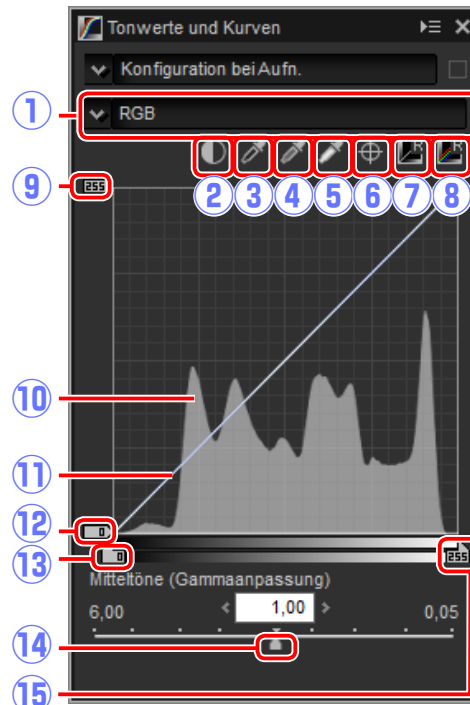 Tonwerte und Kurven
Konfiguration bei Aufn.
① RGB
② ③ ④ ⑤ ⑥ ⑦ ⑧
R R
⑨ 255
⑩
⑪
⑫ 0
⑬ 0 255
Mitteltöne (Gammaanpassung)
6,00 1,00 0,05
⑭
⑮